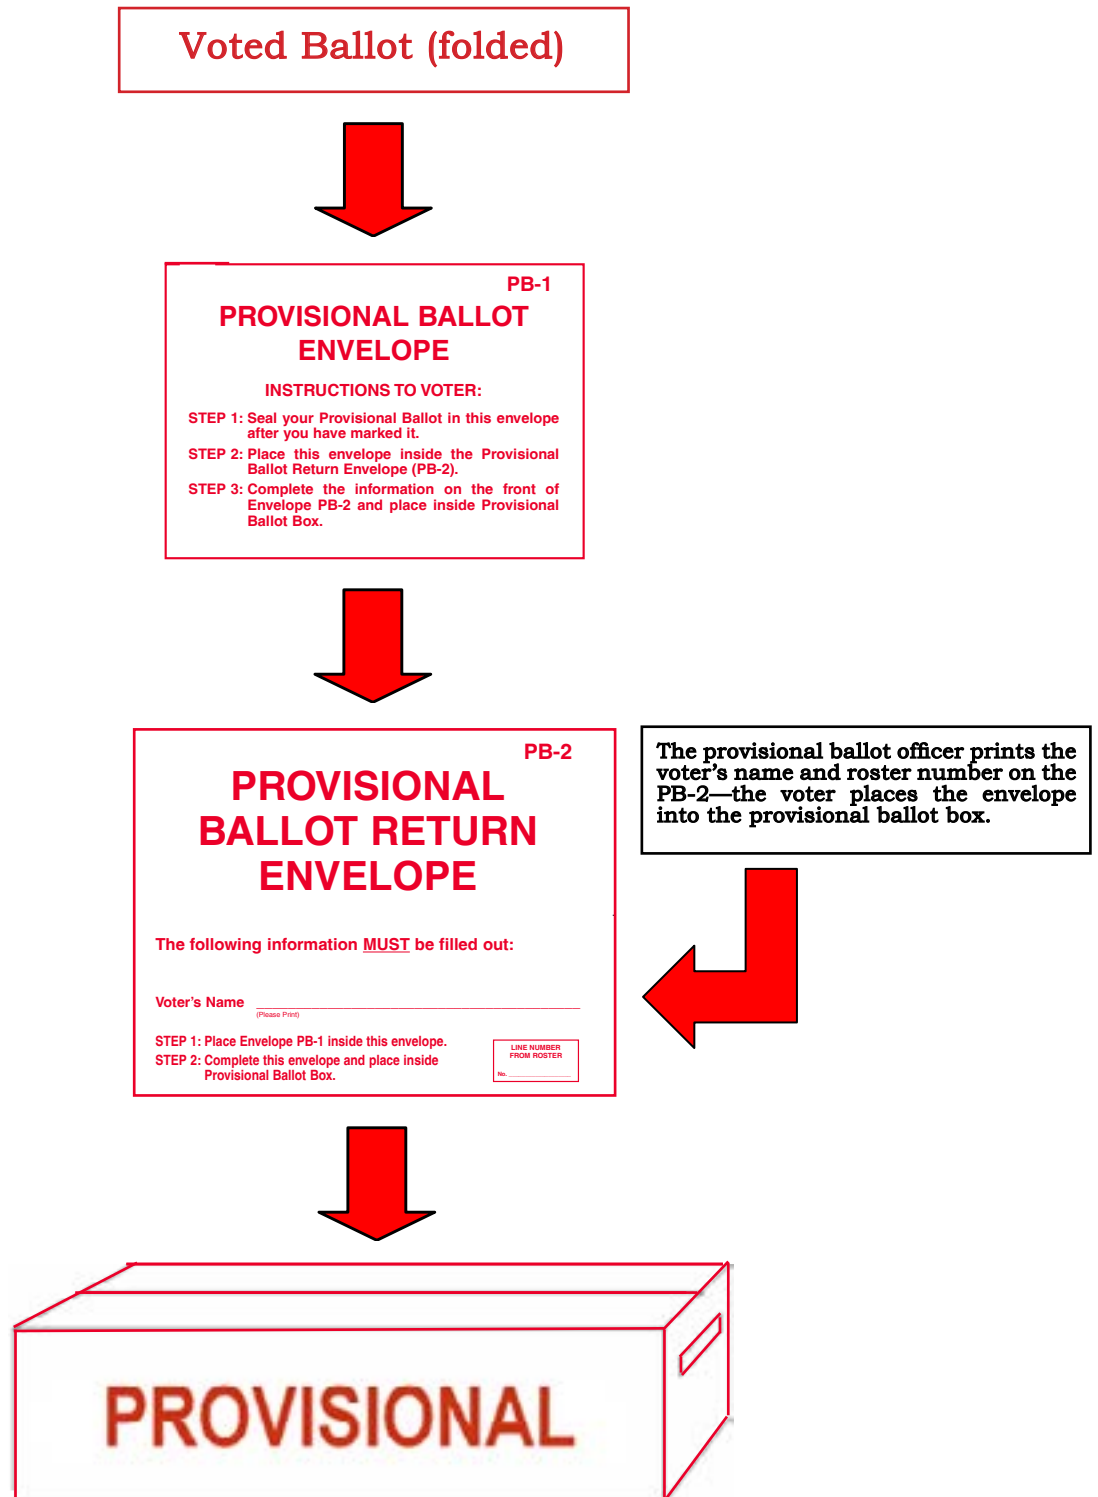 Voted Ballot (folded)
PB-1
PROVISIONAL BALLOT
ENVELOPE
INSTRUCTIONS TO VOTER:
STEP 1: Seal your Provisional Ballot in this envelope
after you have marked it.
STEP 2: Place this envelope inside the Provisional
Ballot Return Envelope (PB-2).
STEP 3: Complete the information on the front of
Envelope PB-2 and place inside Provisional
Ballot Box.
PB-2
PROVISIONAL
BALLOT RETURN
ENVELOPE
The following information MUST be filled out:
Voter's Name ____________________
(Please Print)
STEP 1: Place Envelope PB-1 inside this envelope.
STEP 2: Complete this envelope and place inside
Provisional Ballot Box.
LINE NUMBER
FROM ROSTER
No. ____________________
The provisional ballot officer prints the
voter's name and roster number on the
PB-2—the voter places the envelope
into the provisional ballot box.
PROVISIONAL